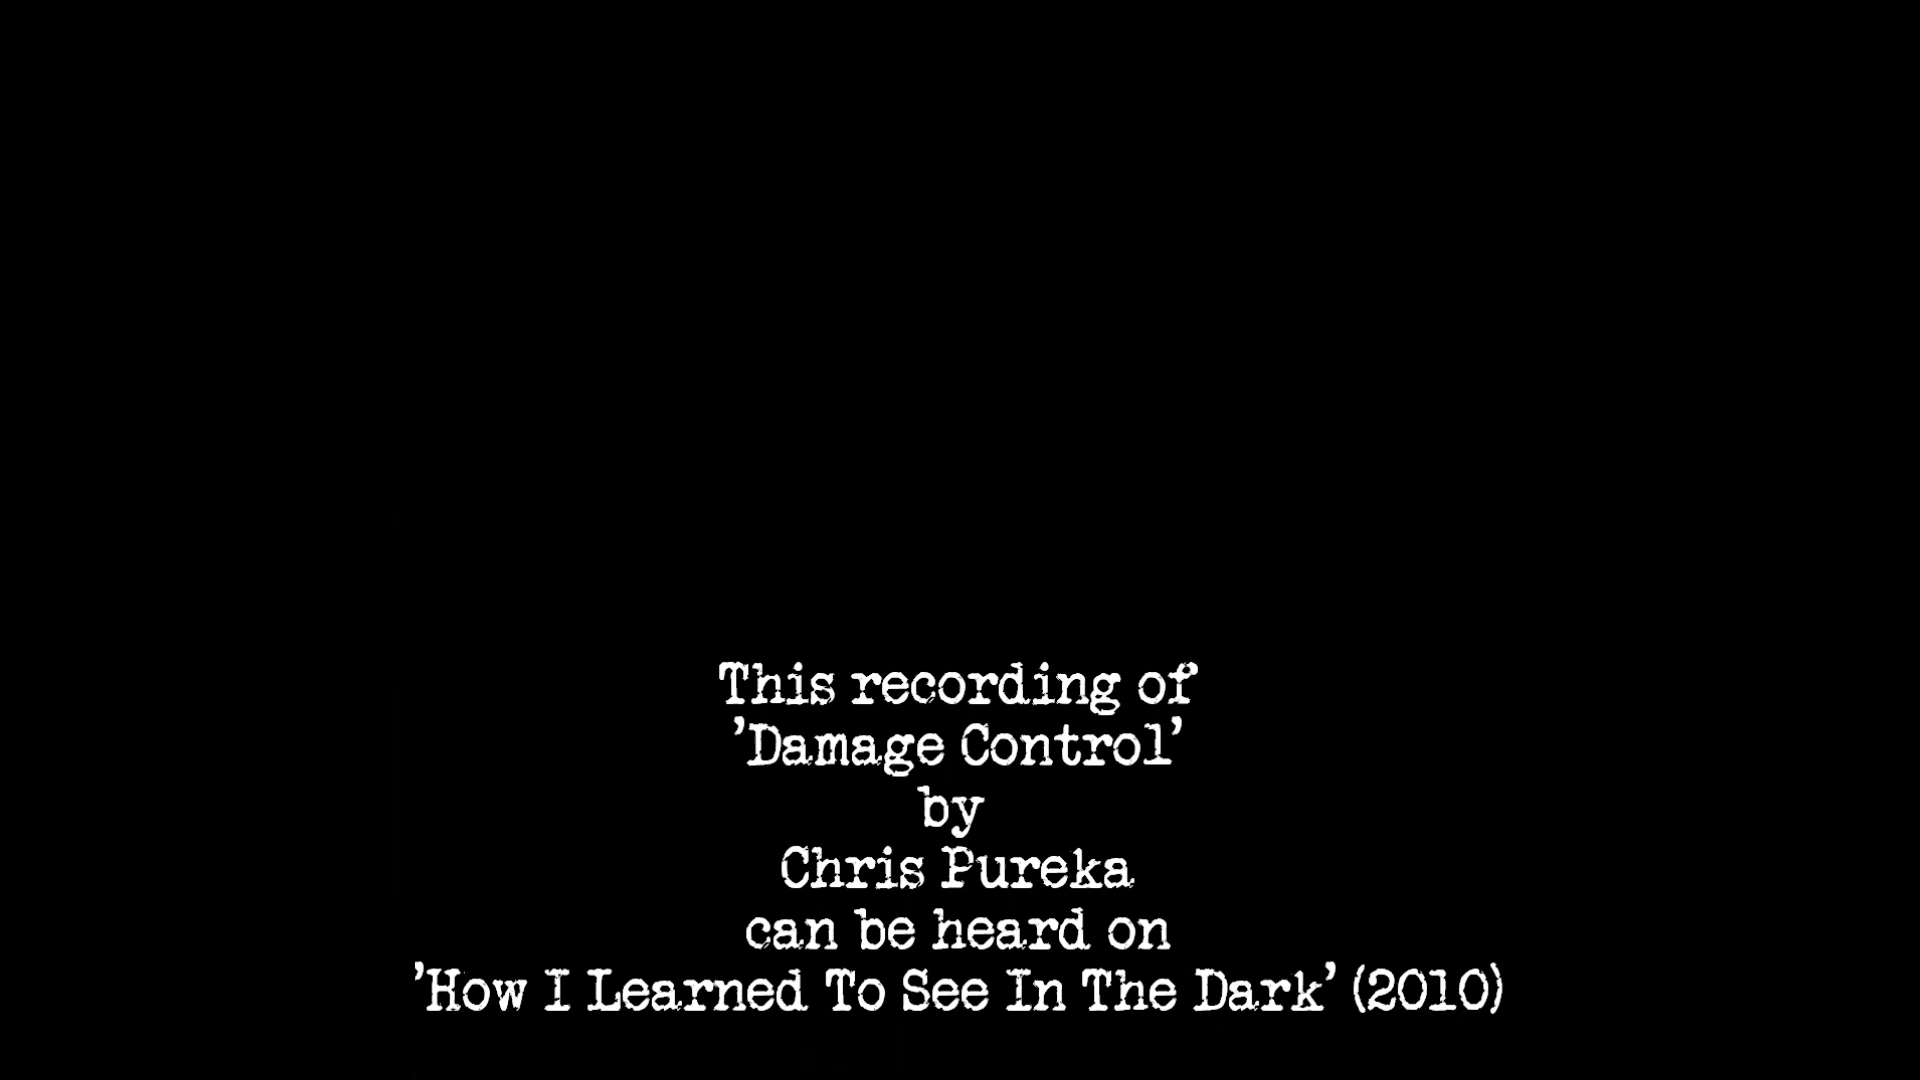 This recording of
'Damage Control'
by
Chris Pureka
can be heard on
'How I Learned To See In The Dark' (2010)